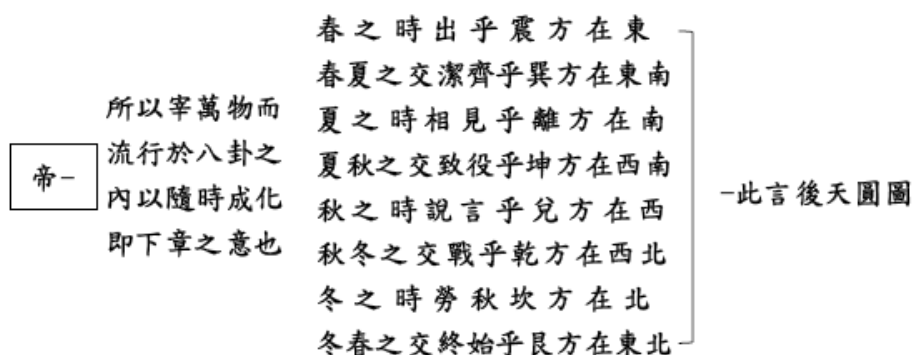 帝-
所以宰萬物而
流行於八卦之
內以隨時成化
即下章之意也
春之時出乎震方在東
春夏之交潔齊乎巽方在東南
夏之時相見乎離方在南
夏秋之交致役乎坤方在西南
秋之時說言乎兌方在西
秋冬之交戰乎乾方在西北
冬之時勞秋坎方在北
冬春之交終始乎艮方在東北
-此言後天圓圖